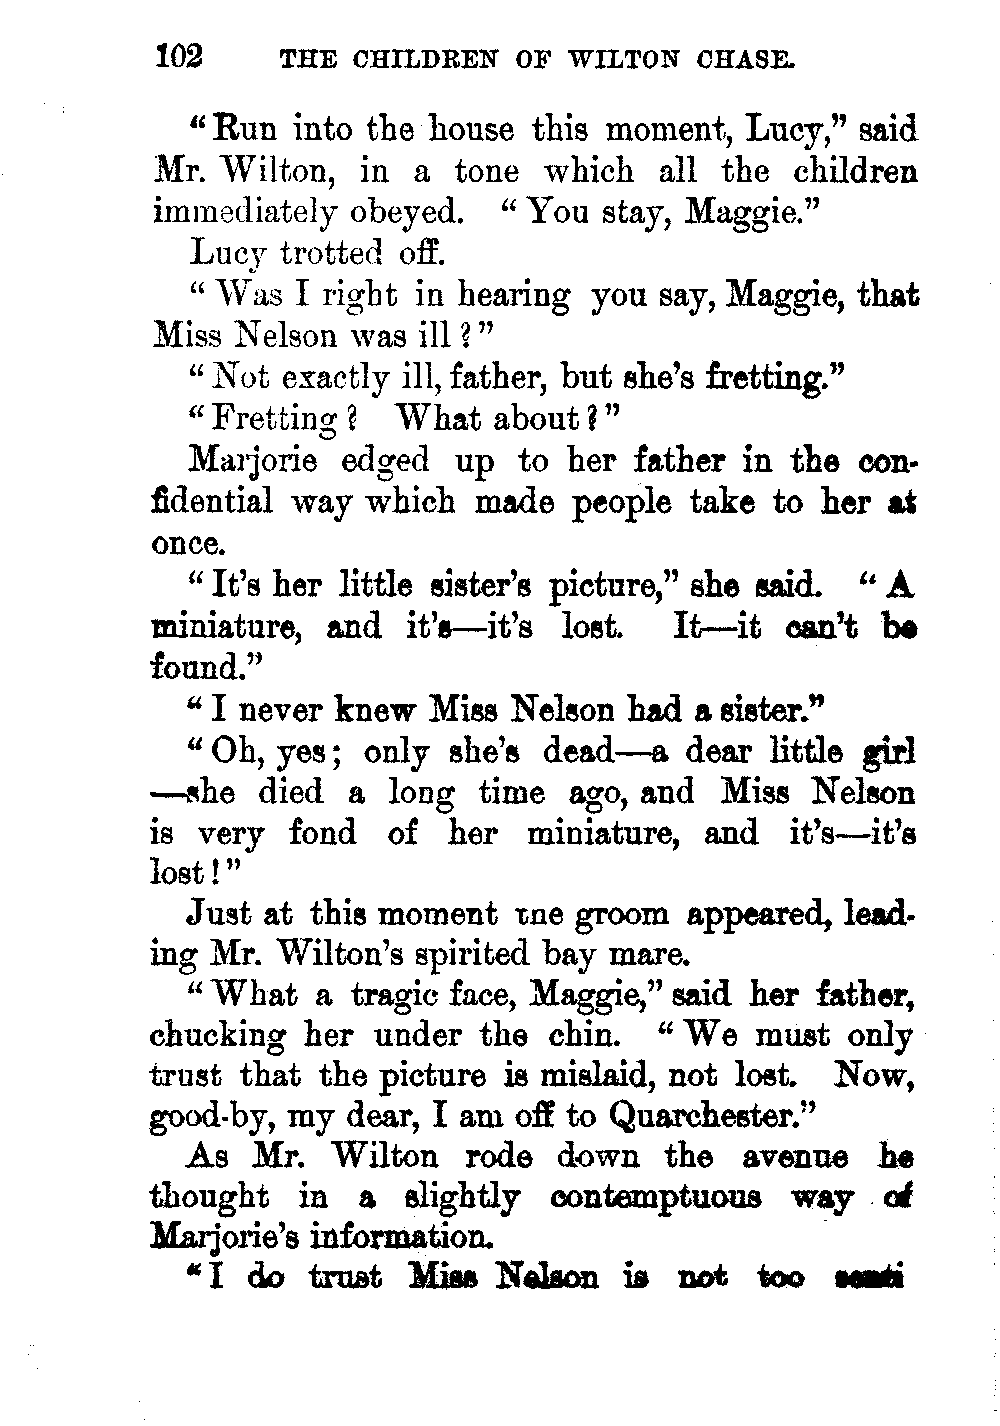 102 THE CHILDREN OF WILTON CHASE.
“Run into the house this moment, Lucy,” said
Mr. Wilton, in a tone which all the children
immediately obeyed. “You stay, Maggie.”
Lucy trotted off.
“Was I right in hearing you say, Maggie, that
Miss Nelson was ill?”
“Not exactly ill, father, but she’s fretting.”
“Fretting? What about?”
Marjorie edged up to her father in the con-
fidential way which made people take to her at
once.
“It’s her little sister’s picture,” she said. “A
miniature, and it’s—it’s lost. It—it can’t be
found.”
“I never knew Miss Nelson had a sister.”
“Oh, yes; only she’s dead—a dear little girl
—she died a long time ago, and Miss Nelson
is very fond of her miniature, and it’s—it’s
lost!”
Just at this moment the groom appeared, lead-
ing Mr. Wilton’s spirited bay mare.
“What a tragic face, Maggie,” said her father,
chucking her under the chin. “We must only
trust that the picture is mislaid, not lost. Now,
good-by, my dear, I am off to Quarchester.”
As Mr. Wilton rode down the avenue he
thought in a slightly contemptuous way of
Marjorie’s information.
“I do trust Miss Nelson is not too senti